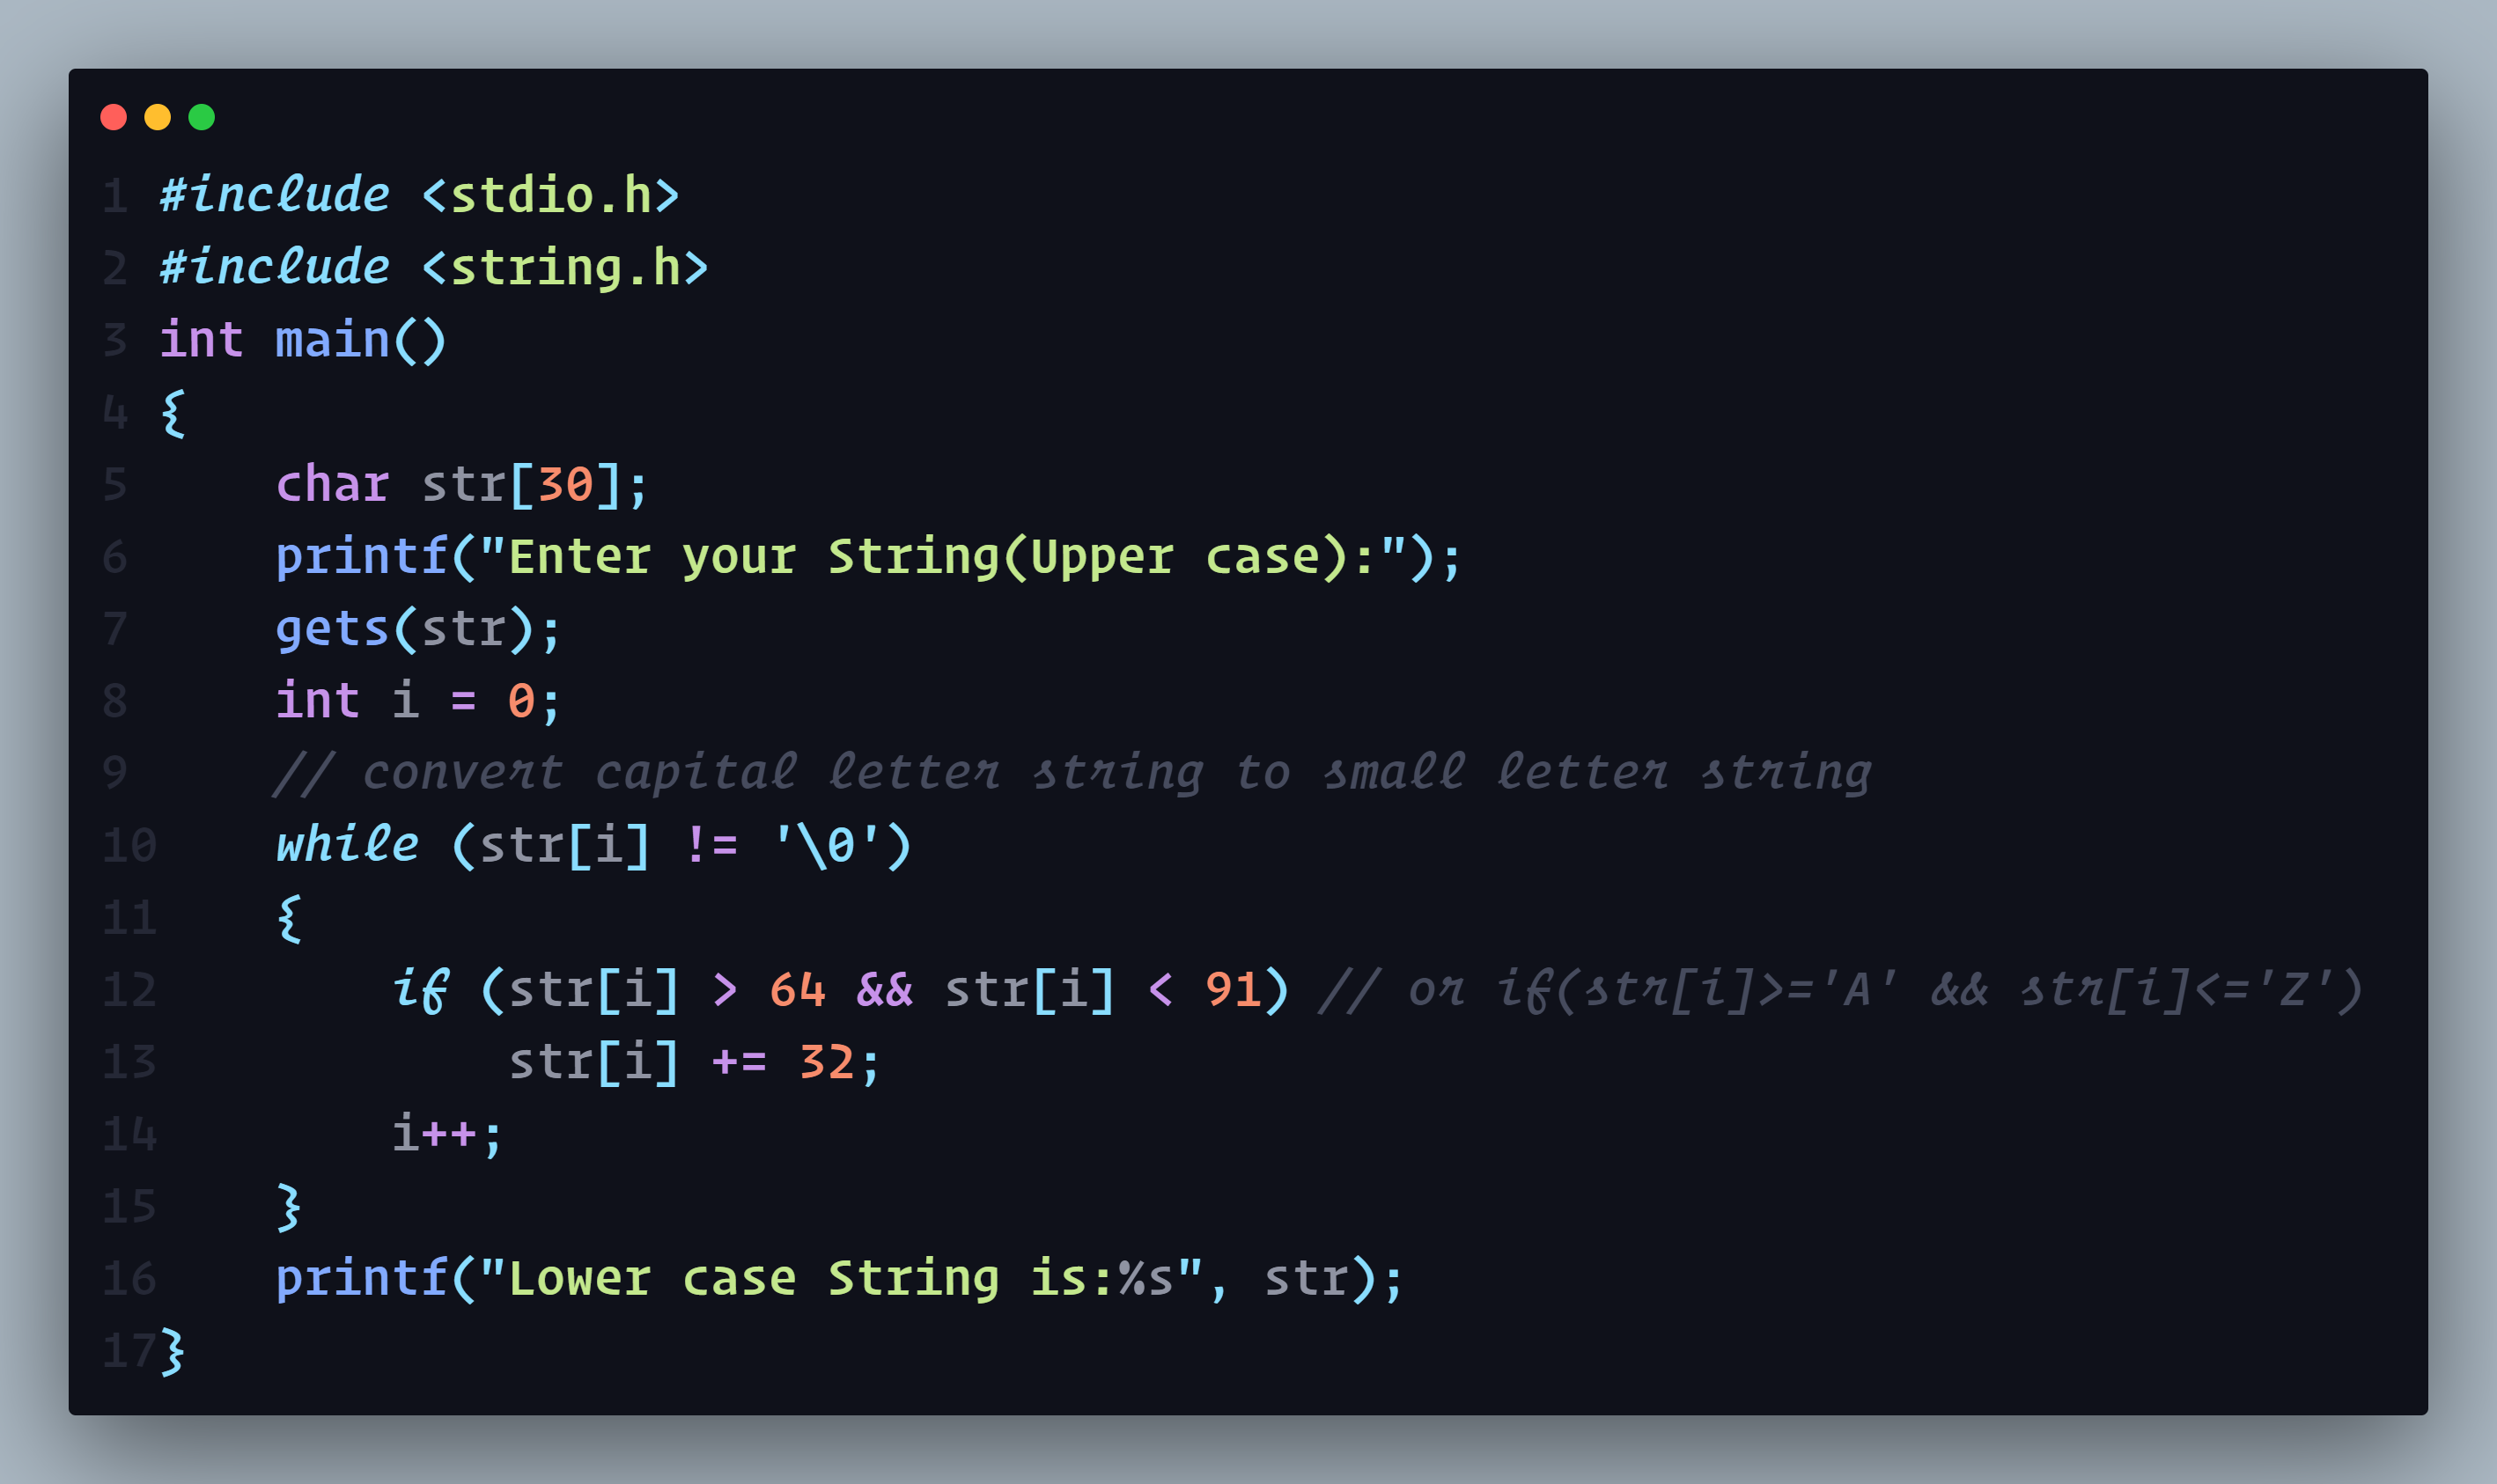 1 #include <stdio.h>
2 #include <string.h>
3 int main()
4 {
5     char str[30];
6     printf("Enter your String(Upper case):");
7     gets(str);
8     int i = 0;
9     // convert capital letter string to small letter string
10    while (str[i] != '\0')
11    {
12        if (str[i] > 64 && str[i] < 91) // or if(str[i]>='A' && str[i]<='Z')
13            str[i] += 32;
14        i++;
15    }
16    printf("Lower case String is:%s", str);
17}